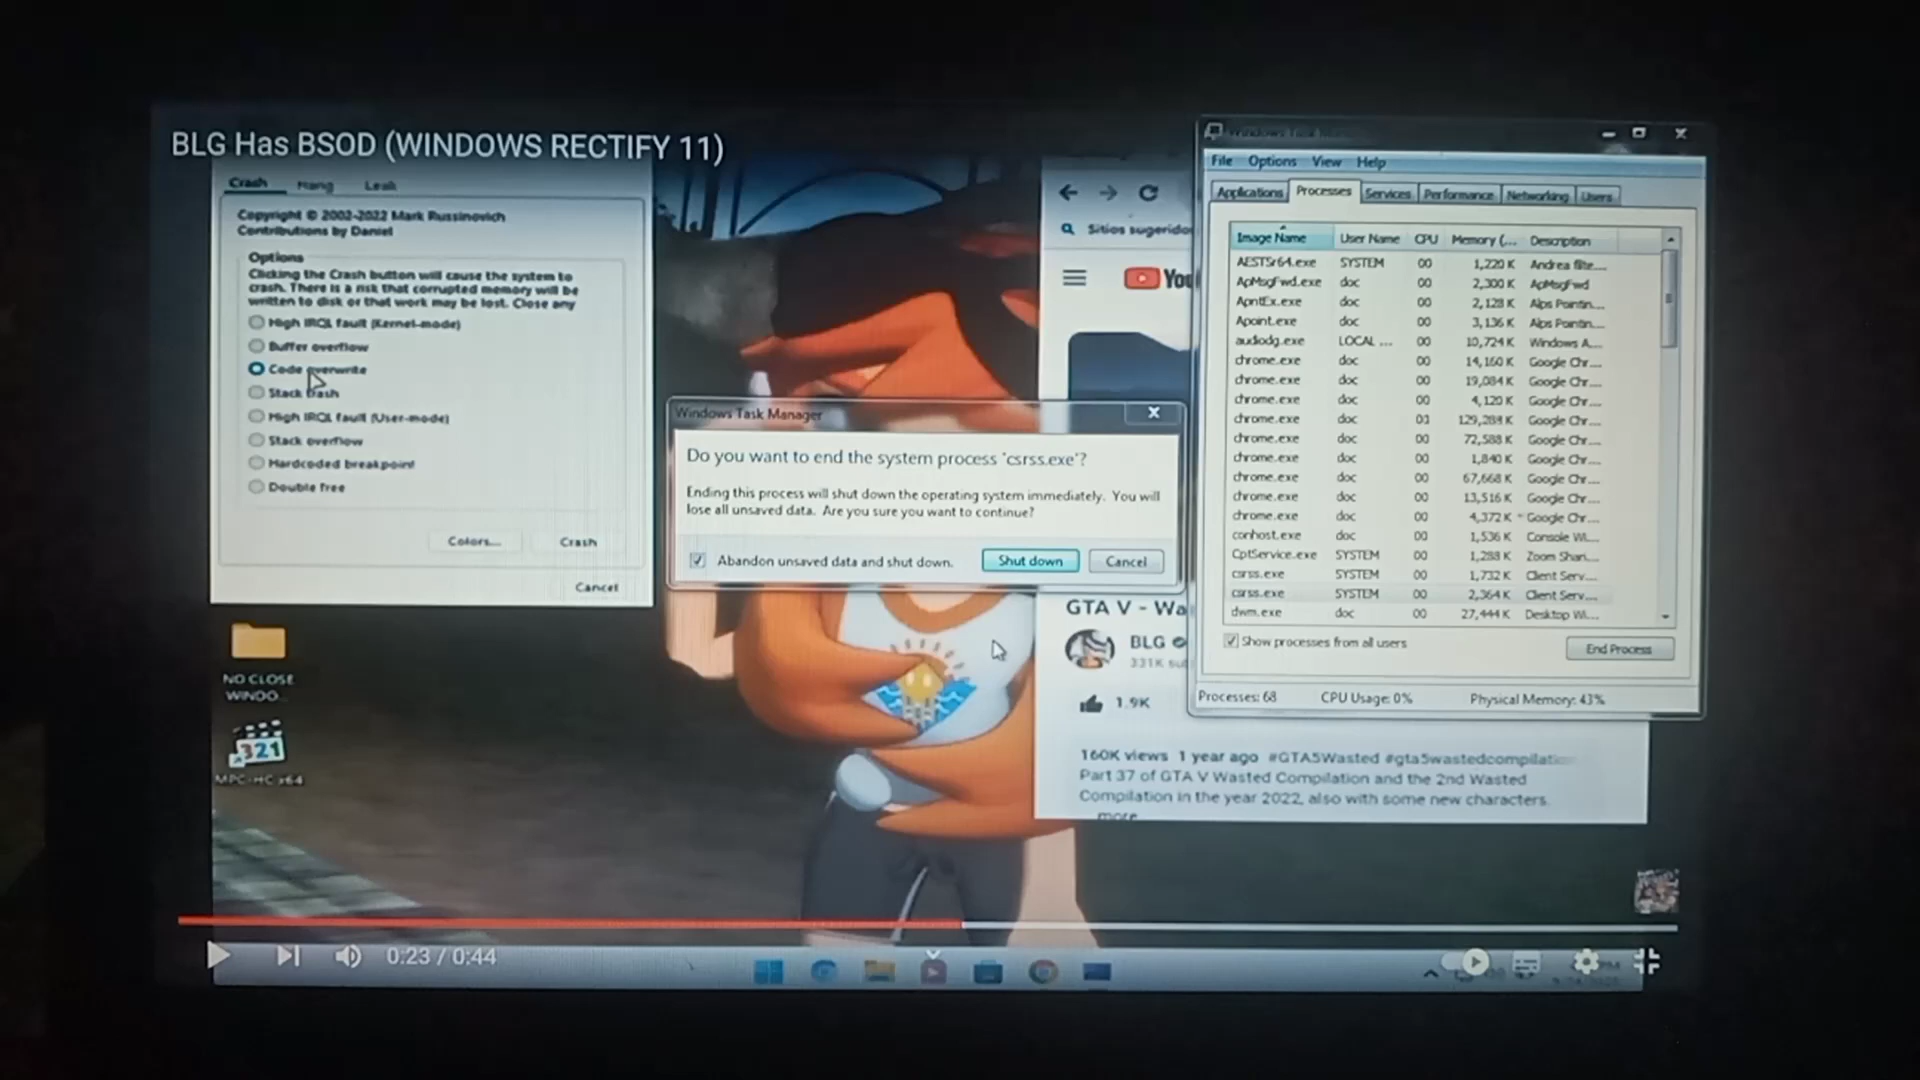 BLG Has BSOD (WINDOWS RECTIFY 11)
Crash Hang Leak
Copyright © 2002-2022 Mark Russinovich
Contributions by Daniel
Options
Clicking the Crash button will cause the system to
crash. There is a risk that corrupted memory will be
written to disk or that work may be lost. Close any
High IRQL fault (Kernel-mode)
Buffer overflow
Code overwrite
Stack trash
High IRQL fault (User-mode)
Stack overflow
Hardcoded breakpoint
Double free
Colors... Crash
Cancel
NO CLOSE
WINDO...
321
MPC-HC x64
Windows Task Manager
Do you want to end the system process 'csrss.exe'?
Ending this process will shut down the operating system immediately. You will
lose all unsaved data. Are you sure you want to continue?
Abandon unsaved data and shut down. Shut down Cancel
Sitios sugerido
You
GTA V - Wa
BLG
331K su
1.9K
160K views 1 year ago #GTA5Wasted #gta5wastedcompilatio
Part 37 of GTA V Wasted Compilation and the 2nd Wasted
Compilation in the year 2022, also with some new characters.
more
Windows Task
File Options View Help
Applications Processes Services Performance Networking Users
Image Name User Name CPU Memory (... Description
AESTSr64.exe SYSTEM 00 1,220 K Andrea filte...
ApMsgFwd.exe doc 00 2,300 K ApMsgFwd
ApntEx.exe doc 00 2,128 K Alps Pointin...
Apoint.exe doc 00 3,136 K Alps Pointin...
audiodg.exe LOCAL ... 00 10,724 K Windows A...
chrome.exe doc 00 14,160 K Google Chr...
chrome.exe doc 00 19,084 K Google Chr...
chrome.exe doc 00 4,120 K Google Chr...
chrome.exe doc 03 129,284 K Google Chr...
chrome.exe doc 00 72,588 K Google Chr...
chrome.exe doc 00 1,840 K Google Chr...
chrome.exe doc 00 67,668 K Google Chr...
chrome.exe doc 00 13,516 K Google Chr...
chrome.exe doc 00 4,372 K Google Chr...
conhost.exe doc 00 1,536 K Console Wi...
CptService.exe SYSTEM 00 1,288 K Zoom Shari...
csrss.exe SYSTEM 00 1,732 K Client Serv...
csrss.exe SYSTEM 00 2,364 K Client Serv...
dwm.exe doc 00 27,444 K Desktop Wi...
Show processes from all users End Process
Processes: 68 CPU Usage: 0% Physical Memory: 43%
0:23 / 0:44